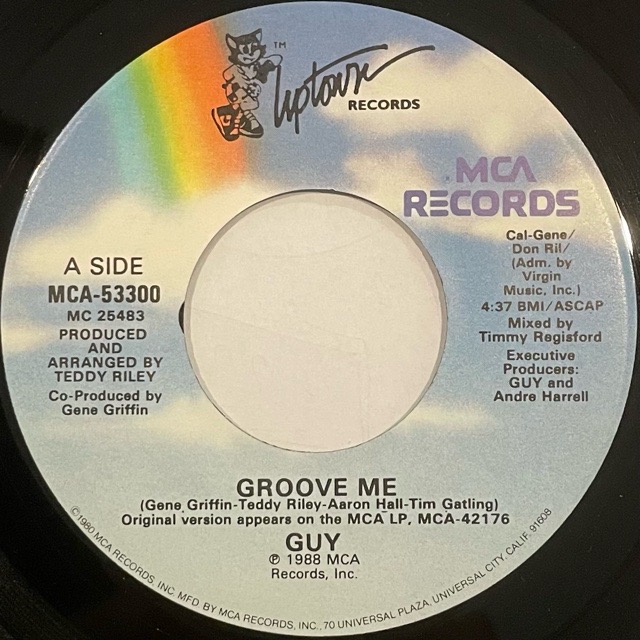 ™
Uptown
RECORDS
MCA
RECORDS
A SIDE
MCA-53300
MC 25483
PRODUCED
AND
ARRANGED BY
TEDDY RILEY
Co-Produced by
Gene Griffin
Cal-Gene/
Don Ril/
(Adm. by
Virgin
Music, Inc.)
4:37 BMI/ASCAP
Mixed by
Timmy Regisford
Executive
Producers:
GUY and
Andre Harrell
GROOVE ME
(Gene Griffin-Teddy Riley-Aaron Hall-Tim Gatling)
Original version appears on the MCA LP, MCA-42176
GUY
℗ 1988 MCA
Records, Inc.
©1980 MCA RECORDS, INC. MFD BY MCA RECORDS, INC., 70 UNIVERSAL PLAZA, UNIVERSAL CITY, CALIF. 91608